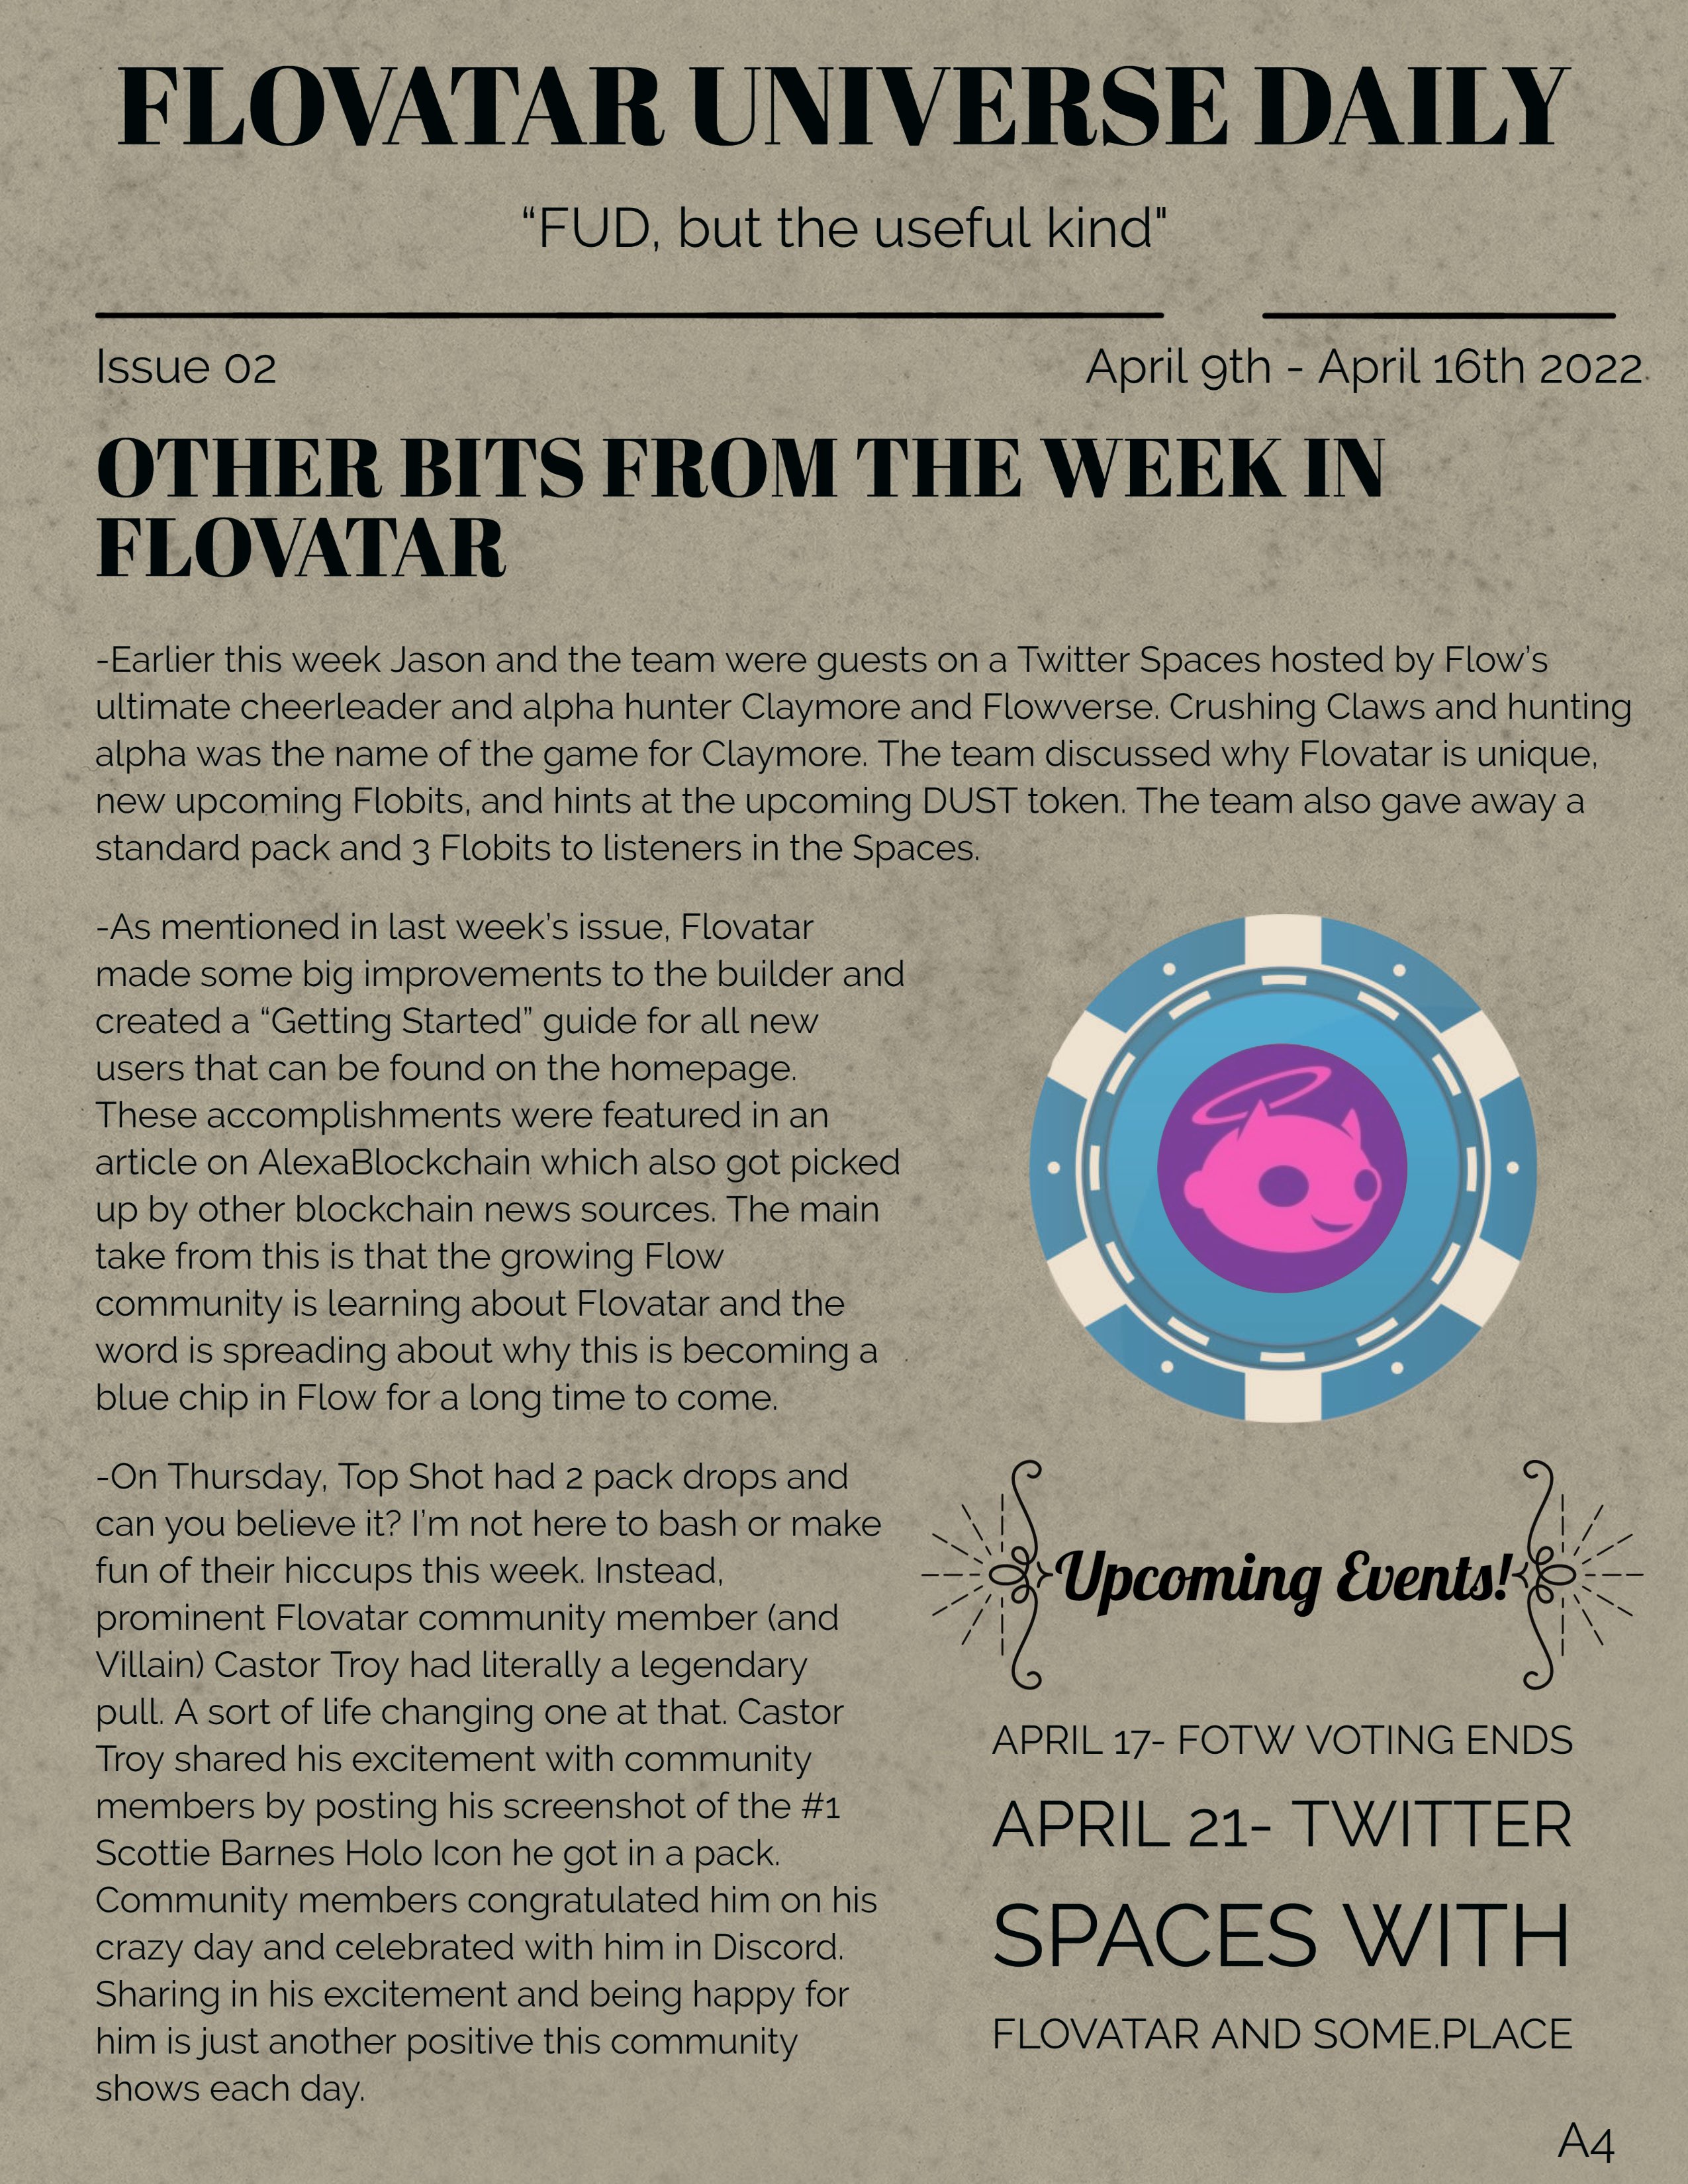 FLOVATAR UNIVERSE DAILY
“FUD, but the useful kind"
Issue 02
April 9th - April 16th 2022
OTHER BITS FROM THE WEEK IN
FLOVATAR
-Earlier this week Jason and the team were guests on a Twitter Spaces hosted by Flow’s
ultimate cheerleader and alpha hunter Claymore and Flowverse. Crushing Claws and hunting
alpha was the name of the game for Claymore. The team discussed why Flovatar is unique,
new upcoming Flobits, and hints at the upcoming DUST token. The team also gave away a
standard pack and 3 Flobits to listeners in the Spaces.
-As mentioned in last week’s issue, Flovatar
made some big improvements to the builder and
created a “Getting Started” guide for all new
users that can be found on the homepage.
These accomplishments were featured in an
article on AlexaBlockchain which also got picked
up by other blockchain news sources. The main
take from this is that the growing Flow
community is learning about Flovatar and the
word is spreading about why this is becoming a
blue chip in Flow for a long time to come.
-On Thursday, Top Shot had 2 pack drops and
can you believe it? I’m not here to bash or make
fun of their hiccups this week. Instead,
prominent Flovatar community member (and
Villain) Castor Troy had literally a legendary
pull. A sort of life changing one at that. Castor
Troy shared his excitement with community
members by posting his screenshot of the #1
Scottie Barnes Holo Icon he got in a pack.
Community members congratulated him on his
crazy day and celebrated with him in Discord.
Sharing in his excitement and being happy for
him is just another positive this community
shows each day.
Upcoming Events!
APRIL 17- FOTW VOTING ENDS
APRIL 21- TWITTER
SPACES WITH
FLOVATAR AND SOME.PLACE
A4